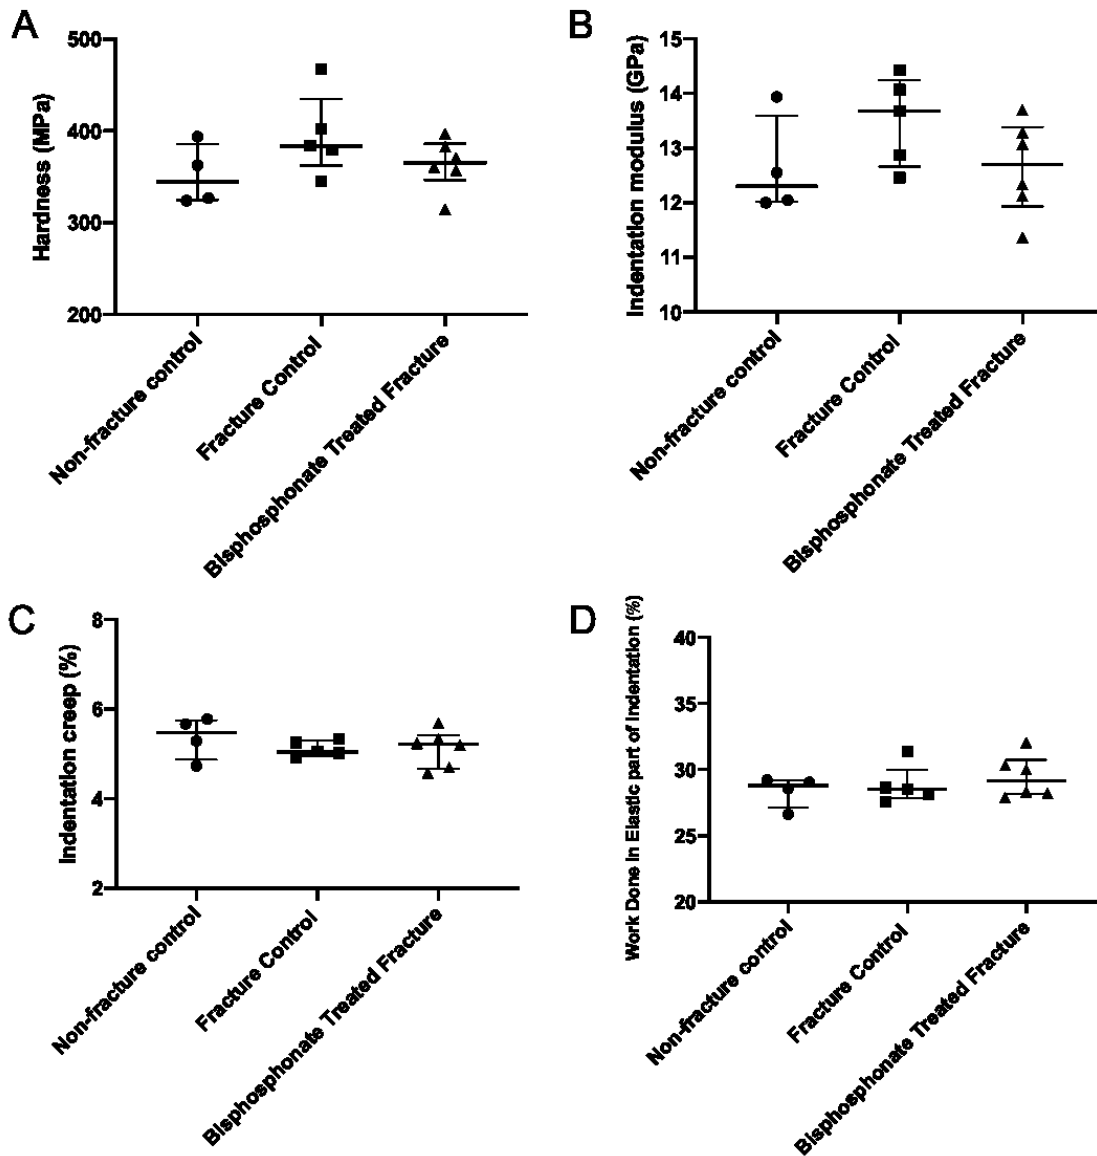 A
Hardness (MPa)
500
400
300
200
Non-fracture control
Fracture Control
Bisphosphonate Treated Fracture
B
Indentation modulus (GPa)
15
14
13
12
11
10
Non-fracture control
Fracture Control
Bisphosphonate Treated Fracture
C
Indentation creep (%)
8
6
4
2
Non-fracture control
Fracture Control
Bisphosphonate Treated Fracture
D
Work Done in Elastic part of Indentation (%)
40
35
30
25
20
Non-fracture control
Fracture Control
Bisphosphonate Treated Fracture